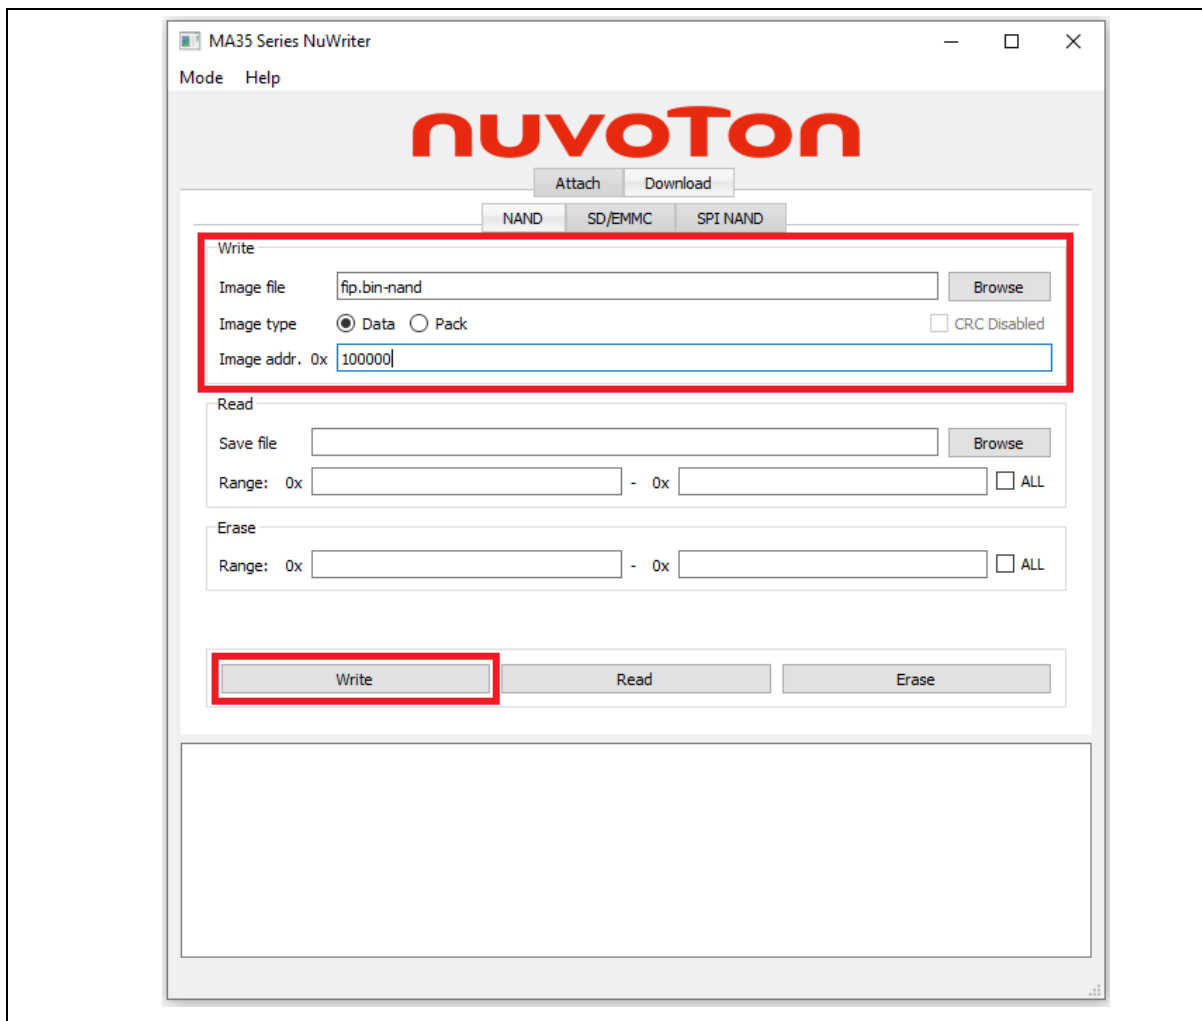 MA35 Series NuWriter
Mode Help
nuvoTon
Attach Download
NAND SD/EMMC SPI NAND
Write
Image file fip.bin-nand Browse
Image type Data Pack CRC Disabled
Image addr. 0x 100000
Read
Save file Browse
Range: 0x - 0x ALL
Erase
Range: 0x - 0x ALL
Write Read Erase